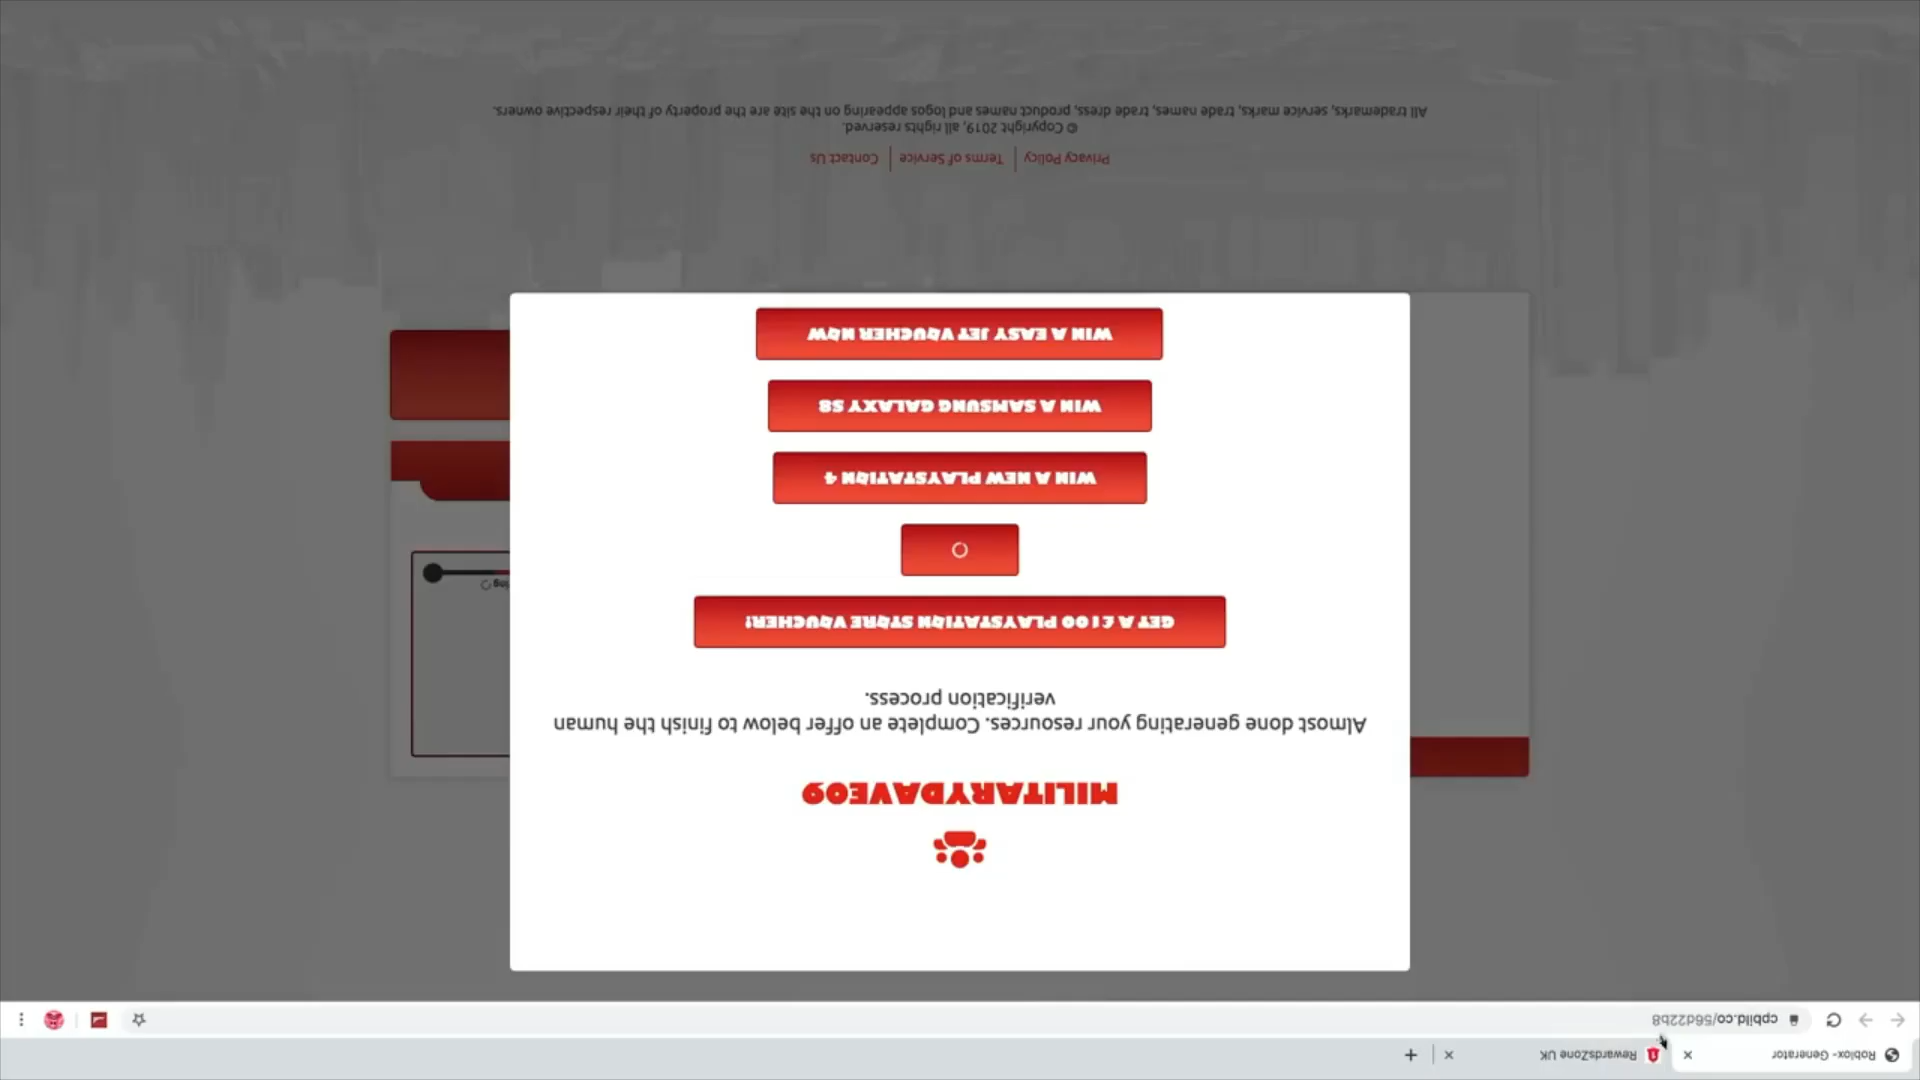 Roblox- Generator
RewardsZone UK
cpbild.co/56d22b8
MILITARYDAVE09
Almost done generating your resources. Complete an offer below to finish the human
verification process.
GET A £100 PLAYSTATION STORE VOUCHER!
WIN A NEW PLAYSTATION 4
WIN A SAMSUNG GALAXY S8
WIN A EASY JET VOUCHER NOW
Privacy Policy
Terms of Service
Contact Us
© Copyright 2019, all rights reserved.
All trademarks, service marks, trade names, trade dress, product names and logos appearing on the site are the property of their respective owners.